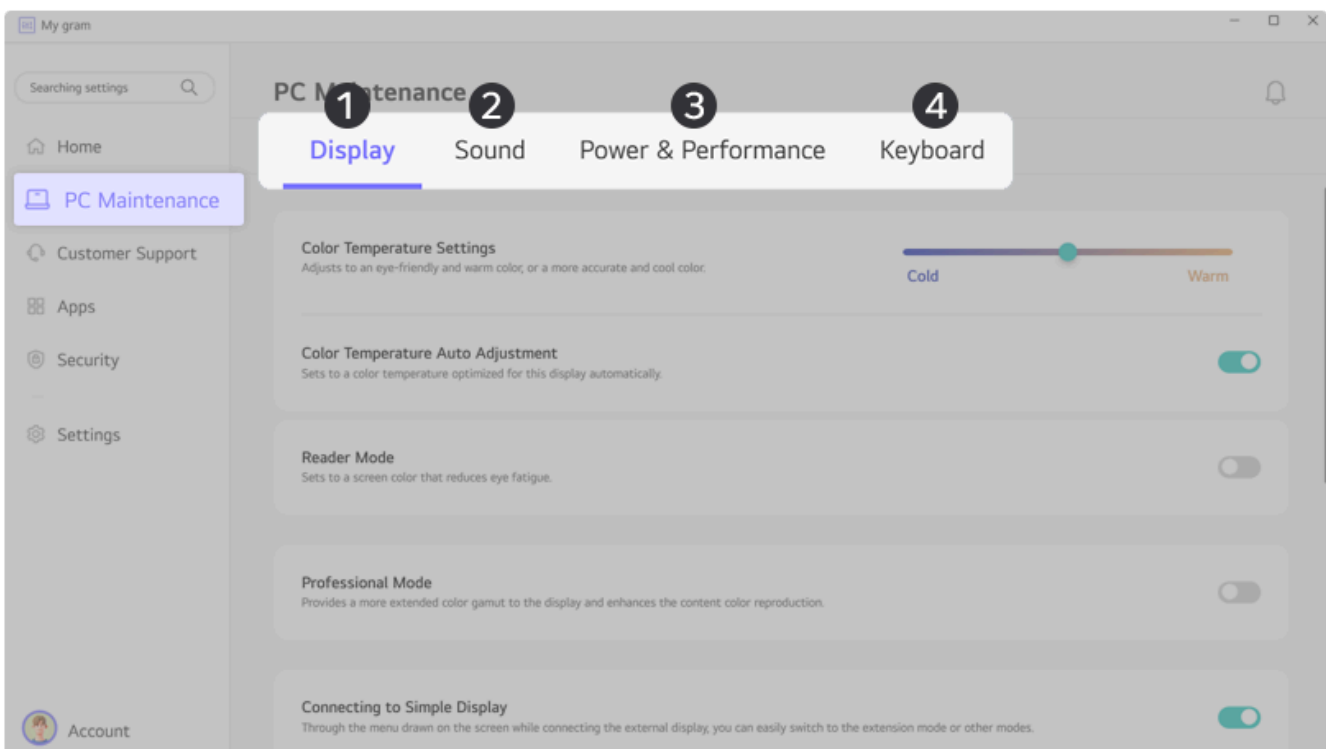 My gram
Searching settings
Home
PC Maintenance
Customer Support
Apps
Security
Settings
Account
PC Maintenance
1 2 3 4
Display Sound Power & Performance Keyboard
Color Temperature Settings
Adjusts to an eye-friendly and warm color, or a more accurate and cool color.
Cold Warm
Color Temperature Auto Adjustment
Sets to a color temperature optimized for this display automatically.
Reader Mode
Sets to a screen color that reduces eye fatigue.
Professional Mode
Provides a more extended color gamut to the display and enhances the content color reproduction.
Connecting to Simple Display
Through the menu drawn on the screen while connecting the external display, you can easily switch to the extension mode or other modes.